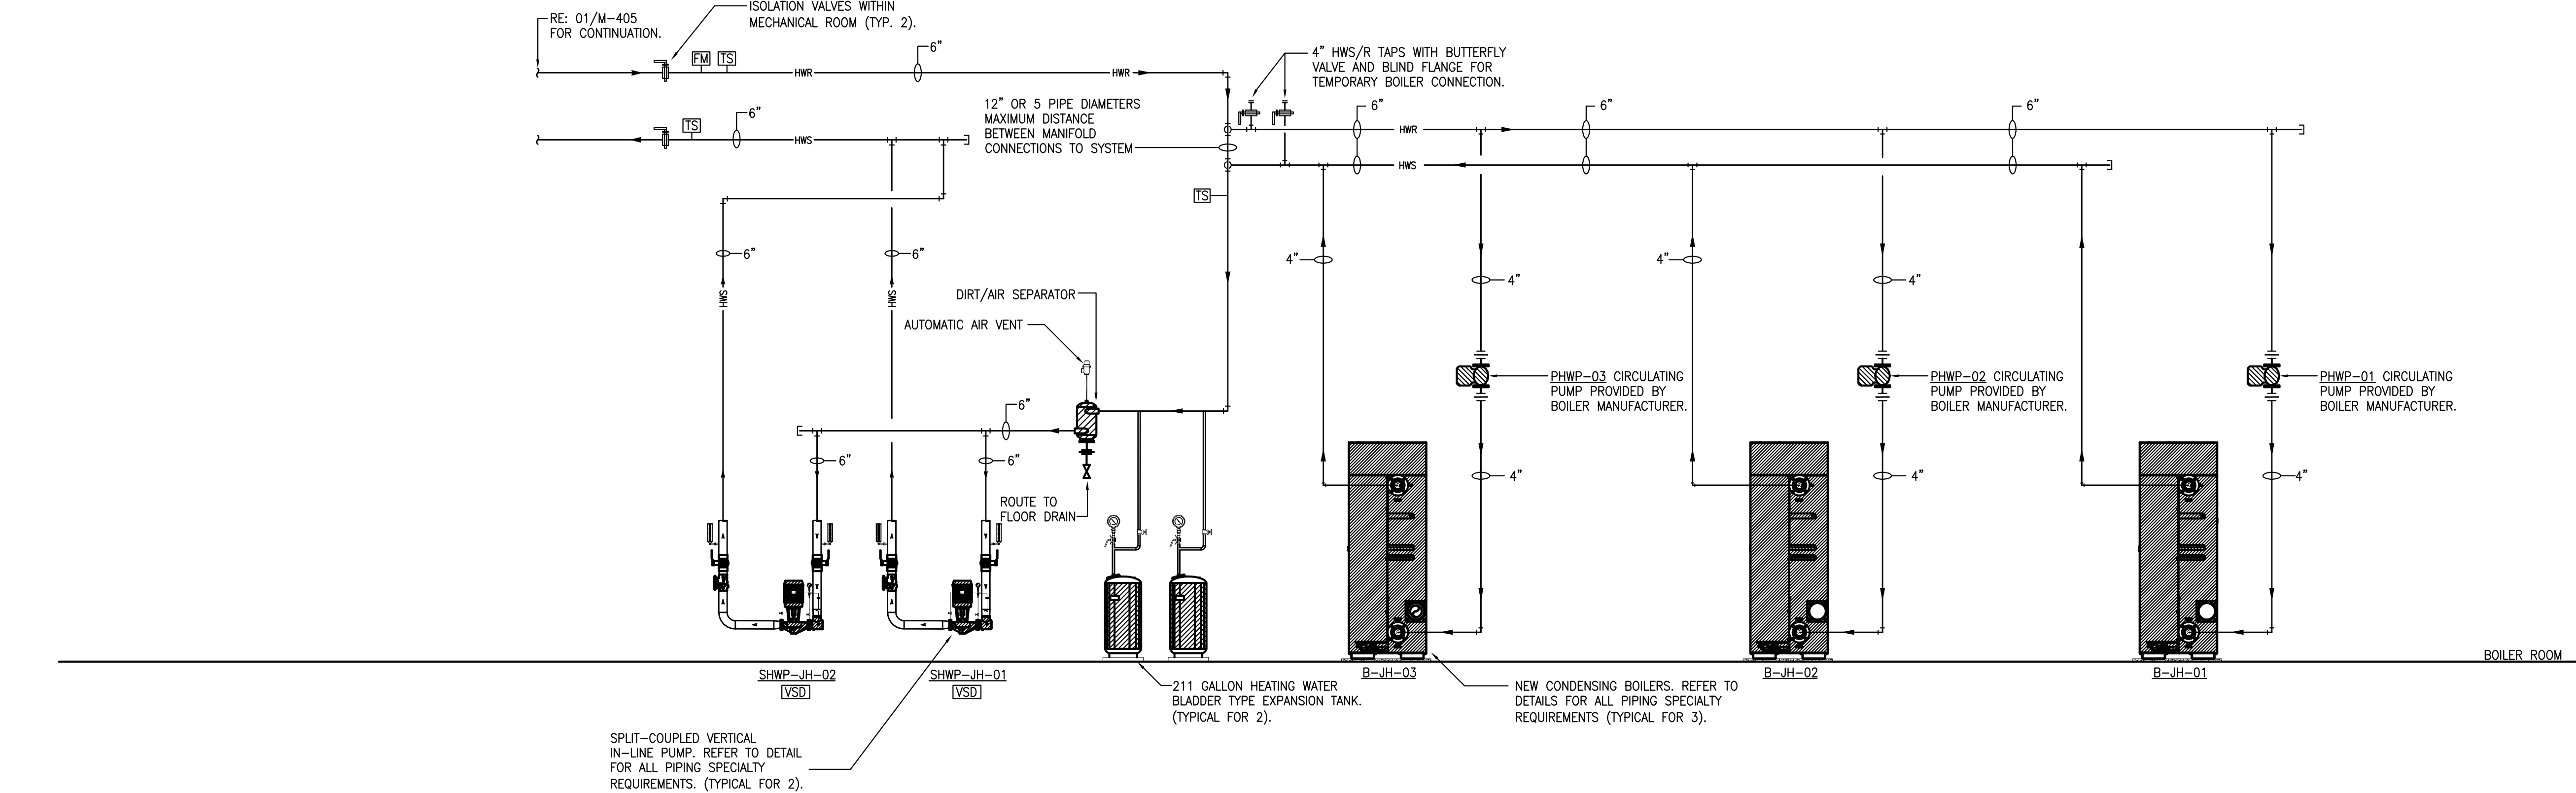 ISOLATION VALVES WITHIN
MECHANICAL ROOM (TYP. 2).
RE: 01/M-405
FOR CONTINUATION.
FM
TS
HWR
6"
HWR
TS
6"
HWS
12" OR 5 PIPE DIAMETERS
MAXIMUM DISTANCE
BETWEEN MANIFOLD
CONNECTIONS TO SYSTEM
4" HWS/R TAPS WITH BUTTERFLY
VALVE AND BLIND FLANGE FOR
TEMPORARY BOILER CONNECTION.
6"
HWR
6"
6"
HWS
TS
6"
6"
HWS
HWS
4"
4"
4"
4"
DIRT/AIR SEPARATOR
AUTOMATIC AIR VENT
6"
6"
6"
ROUTE TO
FLOOR DRAIN
PHWP-03 CIRCULATING
PUMP PROVIDED BY
BOILER MANUFACTURER.
PHWP-02 CIRCULATING
PUMP PROVIDED BY
BOILER MANUFACTURER.
PHWP-01 CIRCULATING
PUMP PROVIDED BY
BOILER MANUFACTURER.
4"
4"
4"
BOILER ROOM
SHWP-JH-02
VSD
SHWP-JH-01
VSD
B-JH-03
B-JH-02
B-JH-01
211 GALLON HEATING WATER
BLADDER TYPE EXPANSION TANK.
(TYPICAL FOR 2).
NEW CONDENSING BOILERS. REFER TO
DETAILS FOR ALL PIPING SPECIALTY
REQUIREMENTS (TYPICAL FOR 3).
SPLIT-COUPLED VERTICAL
IN-LINE PUMP. REFER TO DETAIL
FOR ALL PIPING SPECIALTY
REQUIREMENTS. (TYPICAL FOR 2).